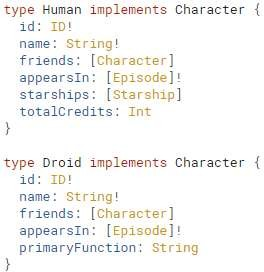 type Human implements Character {
  id: ID!
  name: String!
  friends: [Character]
  appearsIn: [Episode]!
  starships: [Starship]
  totalCredits: Int
}

type Droid implements Character {
  id: ID!
  name: String!
  friends: [Character]
  appearsIn: [Episode]!
  primaryFunction: String
}